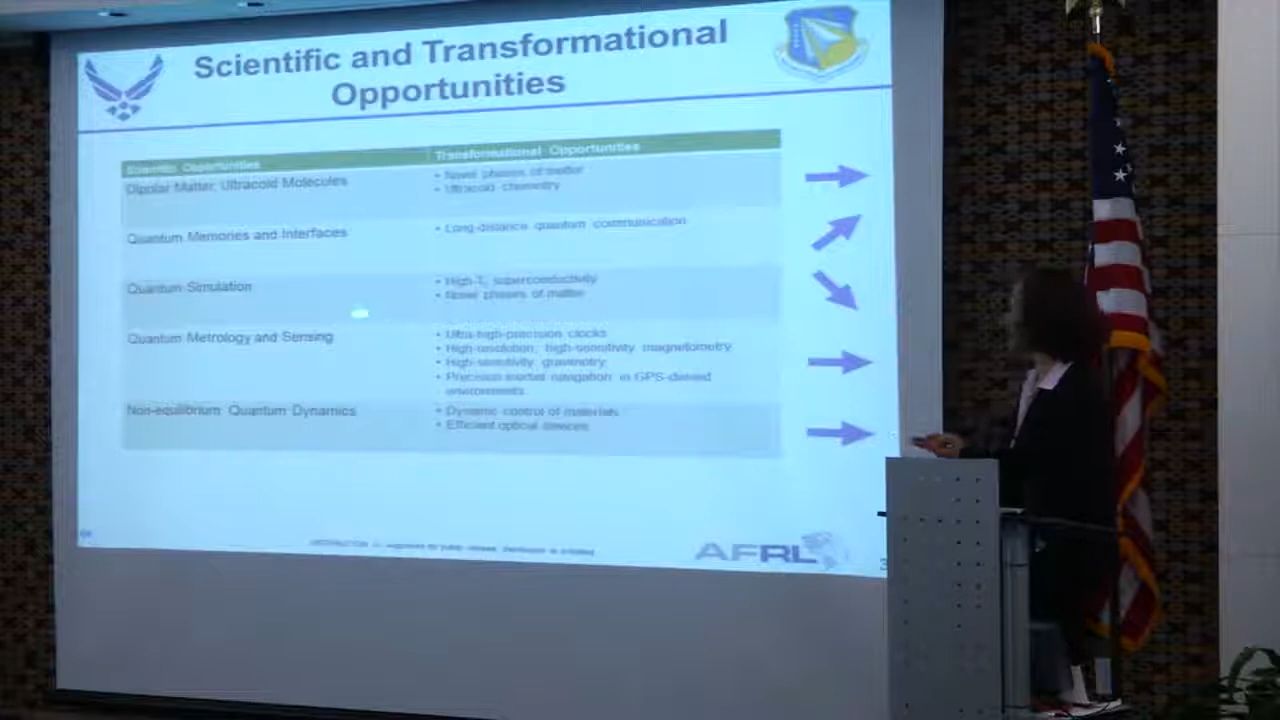 Scientific and Transformational
Opportunities
Scientific Opportunities
Transformational Opportunities
Dipolar Matter: Ultracold Molecules
• Novel phases of matter
• Ultracold chemistry
Quantum Memories and Interfaces
• Long-distance quantum communication
Quantum Simulation
• High-Tc superconductivity
• Novel phases of matter
Quantum Metrology and Sensing
• Ultra-high-precision clocks
• High-resolution, high-sensitivity magnetometry
• High-sensitivity gravimetry
• Precision inertial navigation in GPS-denied
environments
Non-equilibrium Quantum Dynamics
• Dynamic control of materials
• Efficient optical devices
AFRL